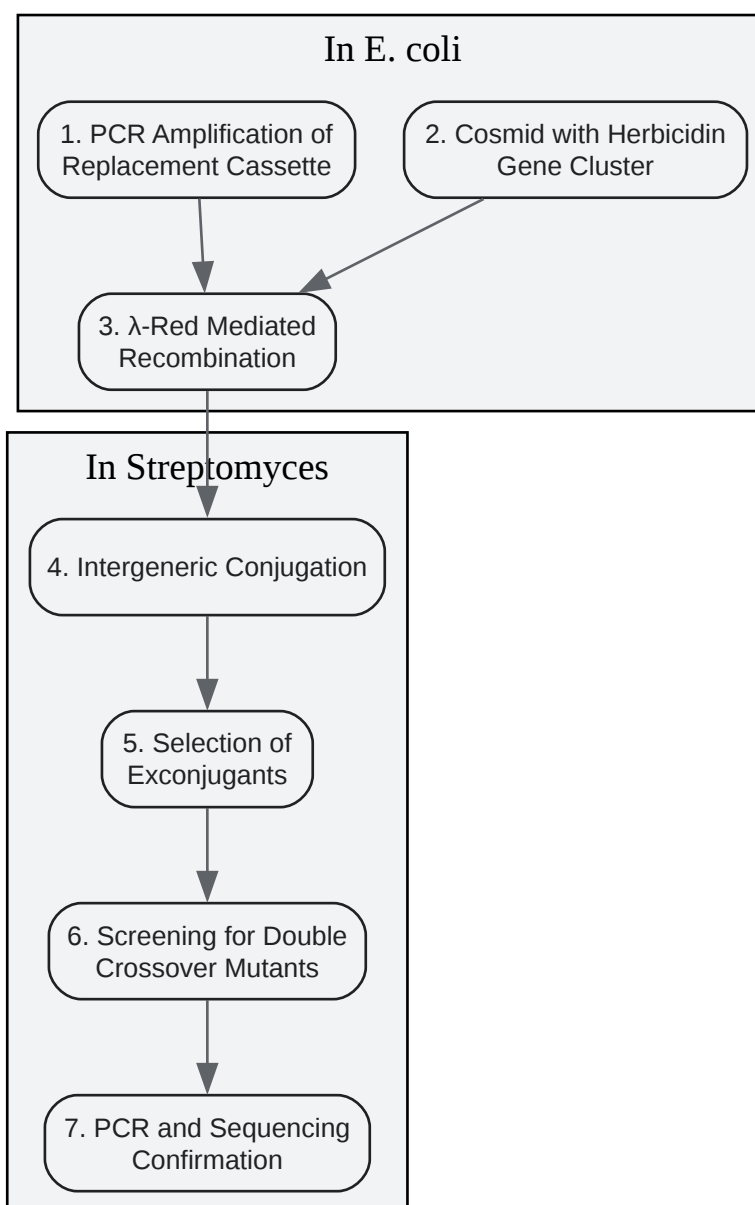 In E. coli
1. PCR Amplification of
Replacement Cassette
2. Cosmid with Herbicidin
Gene Cluster
3. λ-Red Mediated
Recombination
In Streptomyces
4. Intergeneric Conjugation
5. Selection of
Exconjugants
6. Screening for Double
Crossover Mutants
7. PCR and Sequencing
Confirmation